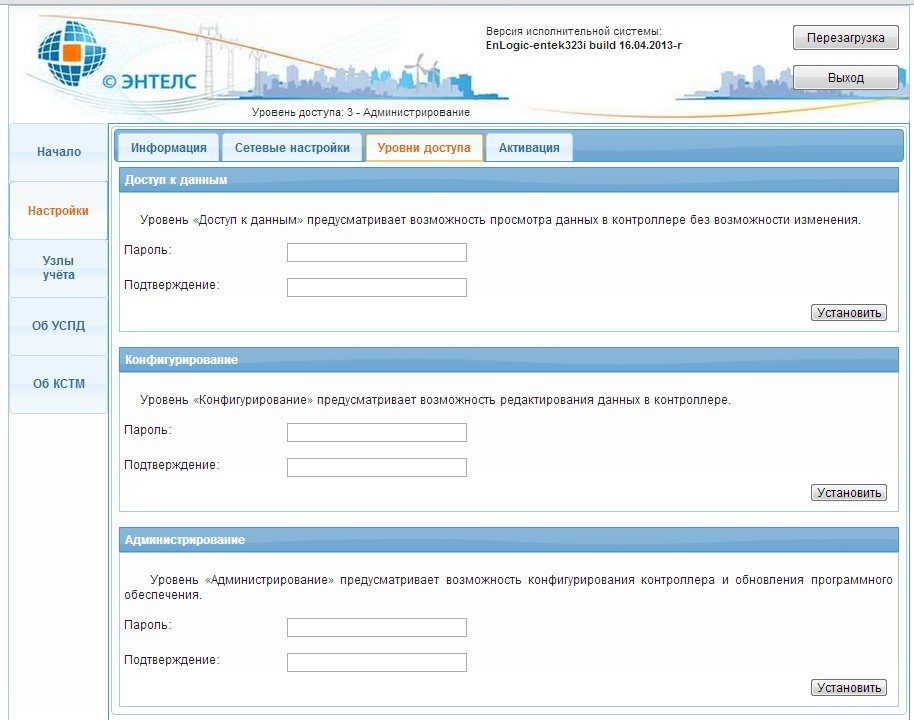 Версия исполнительной системы:
EnLogic-entek323i build 16.04.2013-r
Перезагрузка
© ЭНТЕЛС
Выход
Уровень доступа: 3 - Администрирование
Начало
Настройки
Узлы
учёта
Об УСПД
Об КСТМ
Информация
Сетевые настройки
Уровни доступа
Активация
Доступ к данным
Уровень «Доступ к данным» предусматривает возможность просмотра данных в контроллере без возможности изменения.
Пароль:
Подтверждение:
Установить
Конфигурирование
Уровень «Конфигурирование» предусматривает возможность редактирования данных в контроллере.
Пароль:
Подтверждение:
Установить
Администрирование
Уровень «Администрирование» предусматривает возможность конфигурирования контроллера и обновления программного
обеспечения.
Пароль:
Подтверждение:
Установить